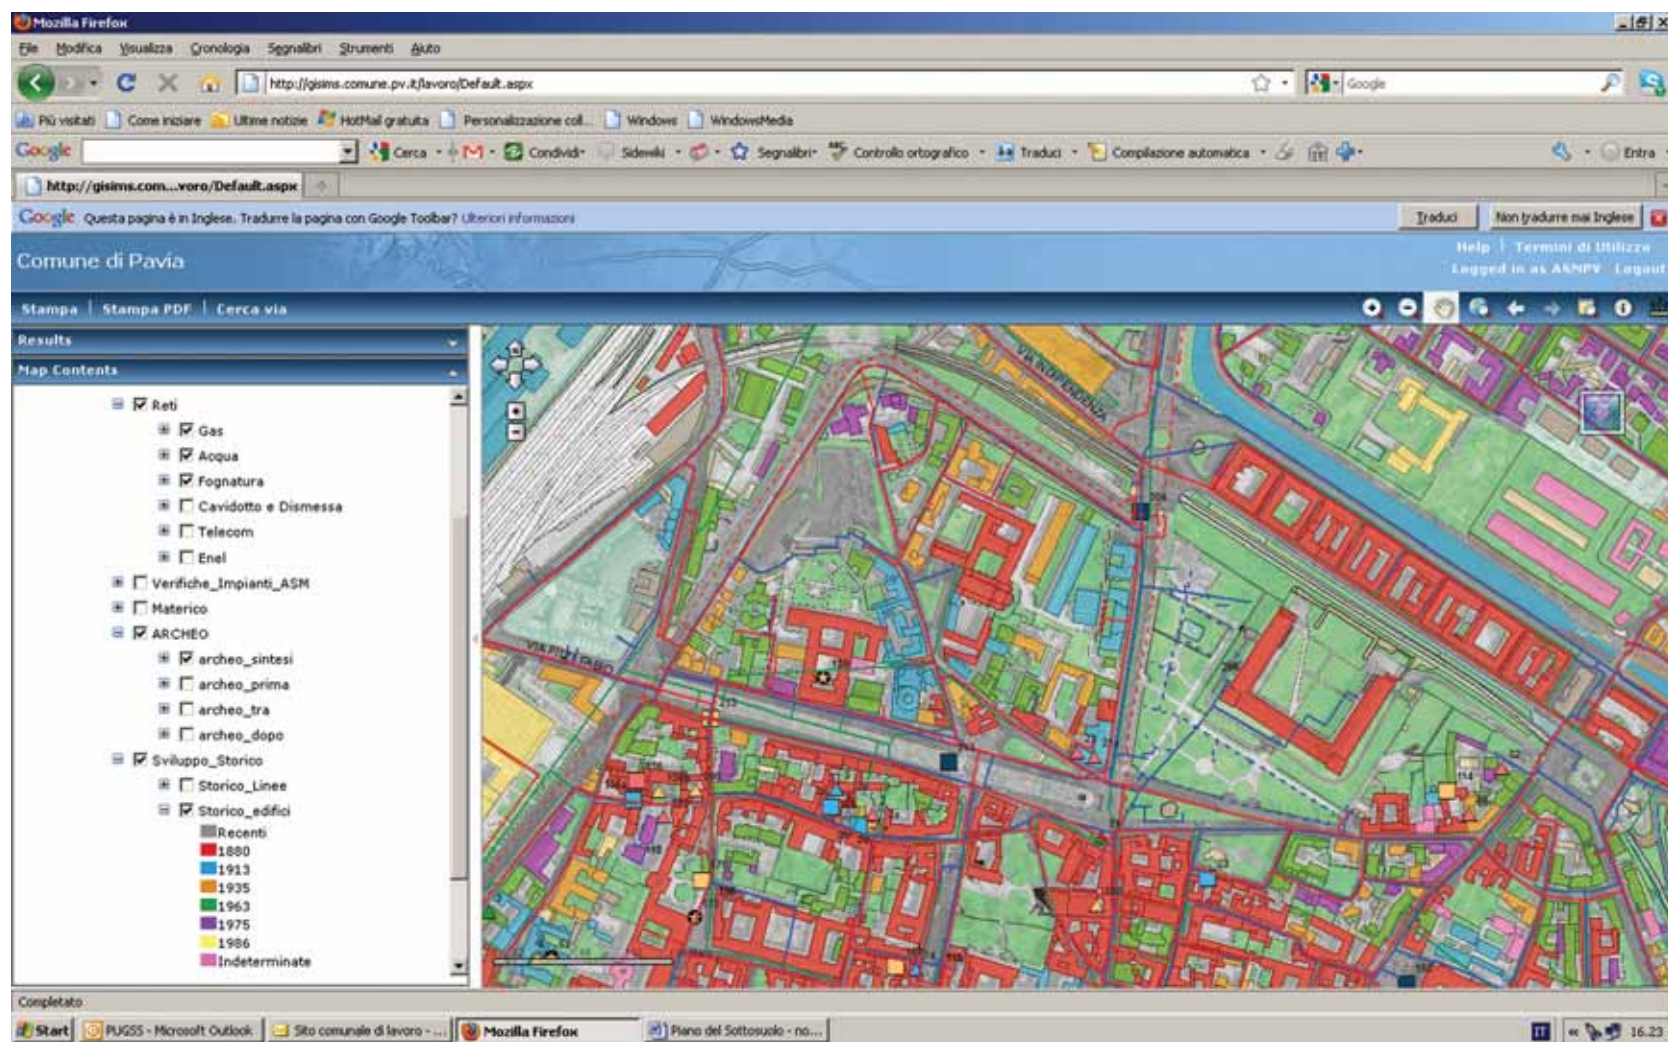 Mozilla Firefox
File Modifica Visualizza Cronologia Segnalibri Strumenti Aiuto
http://gisims.comune.pv.it/lavoro/Default.aspx
Google
Più visitati Come iniziare Ultime notizie HotMail gratuita Personalizzazione coll... Windows WindowsMedia
Google Cerca Condividi Sidewiki Segnalibri Controllo ortografico Traduci Compilazione automatica Entra
http://gisims.com...voro/Default.aspx
Google Questa pagina è in Inglese. Tradurre la pagina con Google Toolbar? Ulteriori informazioni Traduci Non tradurre mai Inglese
Help Termini di Utilizzo
Comune di Pavia
Logged in as ASMPV Logout
Stampa Stampa PDF Cerca via
Results
Map Contents
Reti
Gas
Acqua
Fognatura
Cavidotto e Dismessa
Telecom
Enel
Verifiche_Impianti_ASM
Materico
ARCHEO
archeo_sintesi
archeo_prima
archeo_tra
archeo_dopo
Sviluppo_Storico
Storico_Linee
Storico_edifici
Recenti
1880
1913
1935
1963
1975
1986
Indeterminate
VIA INDIPENDENZA
213
114
Completato
Start PUGSS - Microsoft Outlook Sito comunale di lavoro - ... Mozilla Firefox Piano del Sottosuolo - no... IT « 16.23